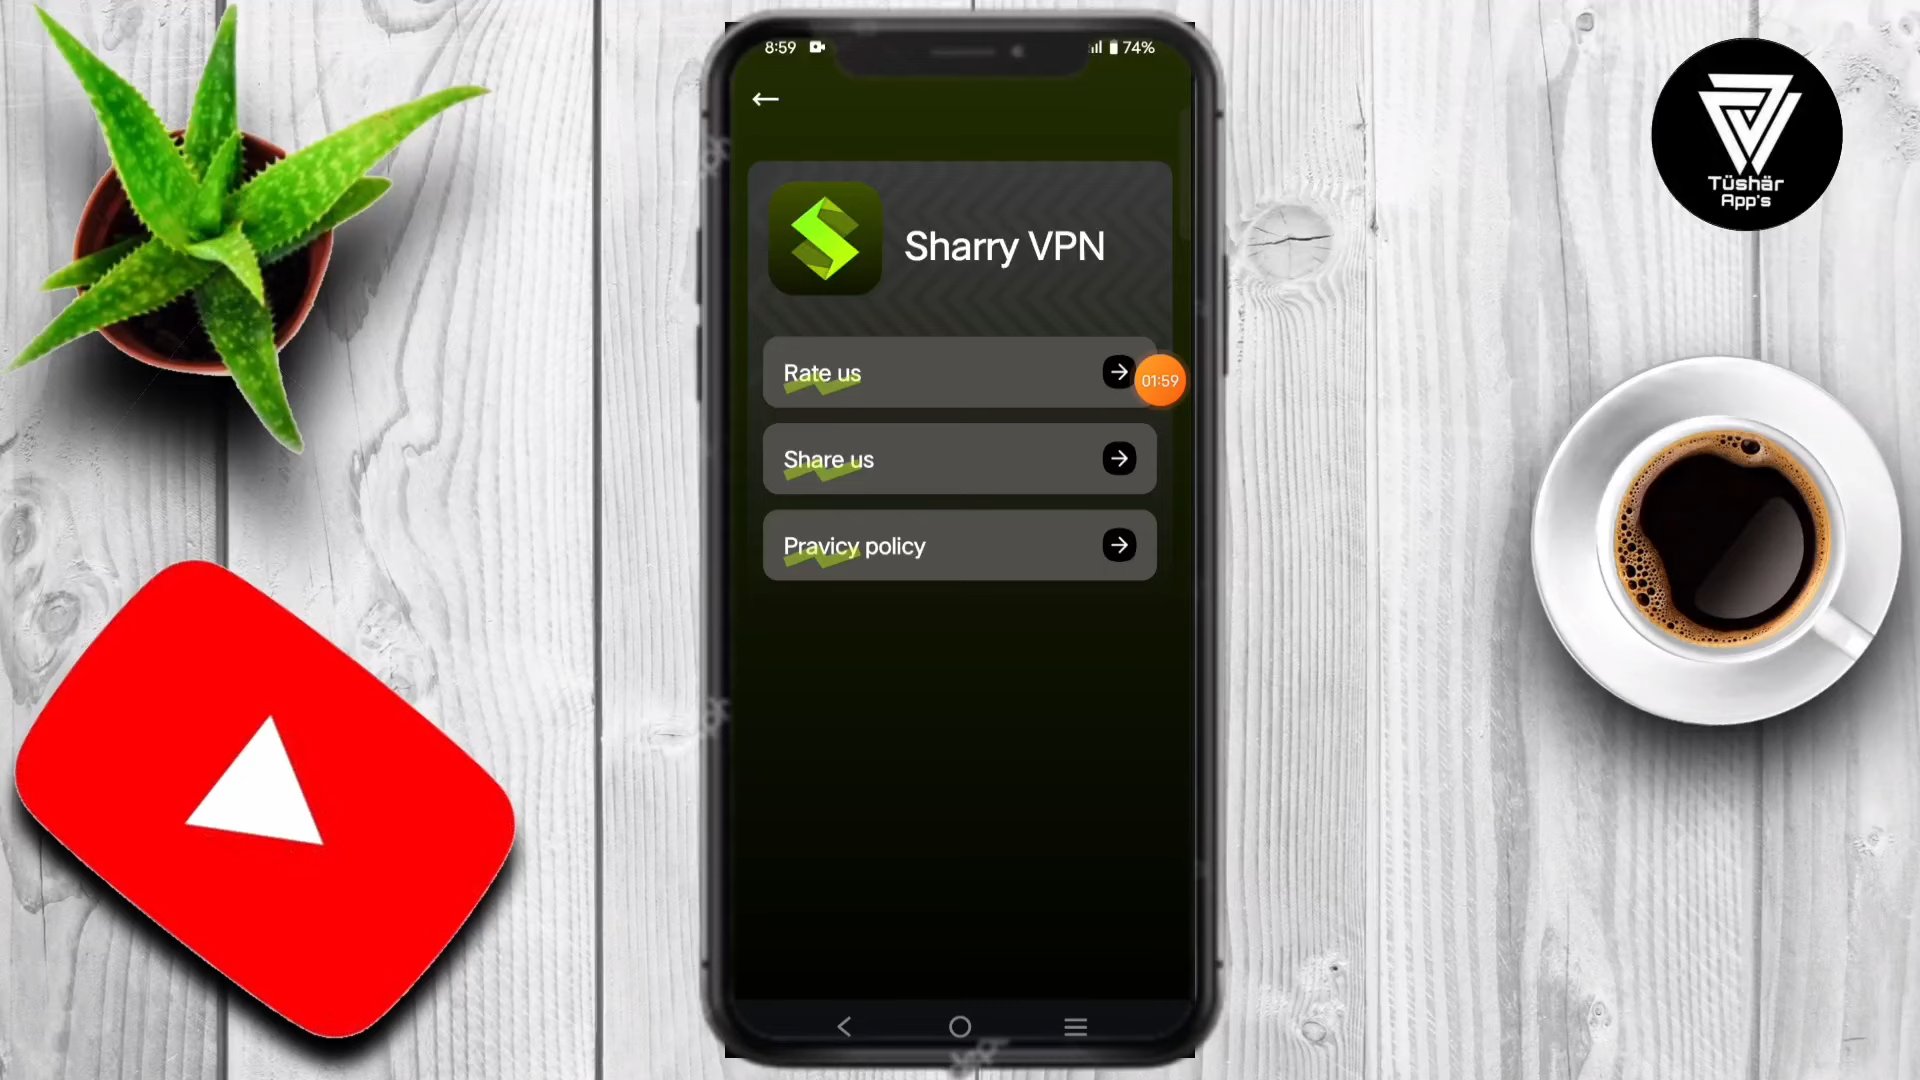 8:59
74%
Sharry VPN
Rate us
01:59
Share us
Pravicy policy
Tüshär
App's